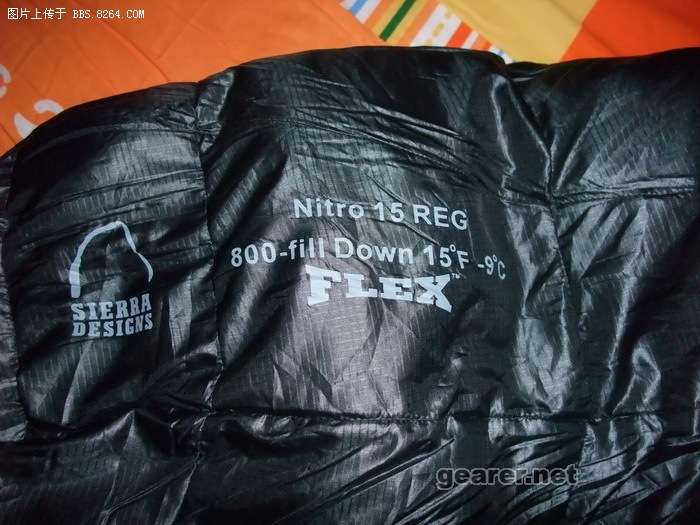 图片上传于 BBS.8264.COM
Nitro 15 REG
800-fill Down 15°F -9°C
FLEX™
SIERRA
DESIGNS
gearer.net